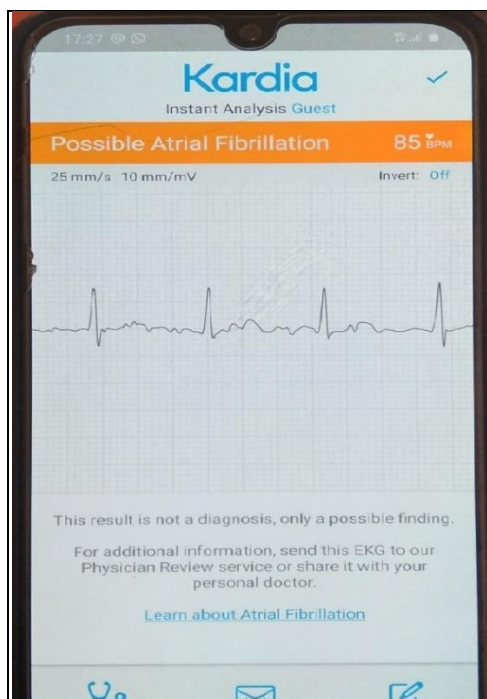 17:27
Kardia
Instant Analysis Guest
Possible Atrial Fibrillation 85 BPM
25 mm/s 10 mm/mV Invert: Off
This result is not a diagnosis, only a possible finding.
For additional information, send this EKG to our
Physician Review service or share it with your
personal doctor.
Learn about Atrial Fibrillation